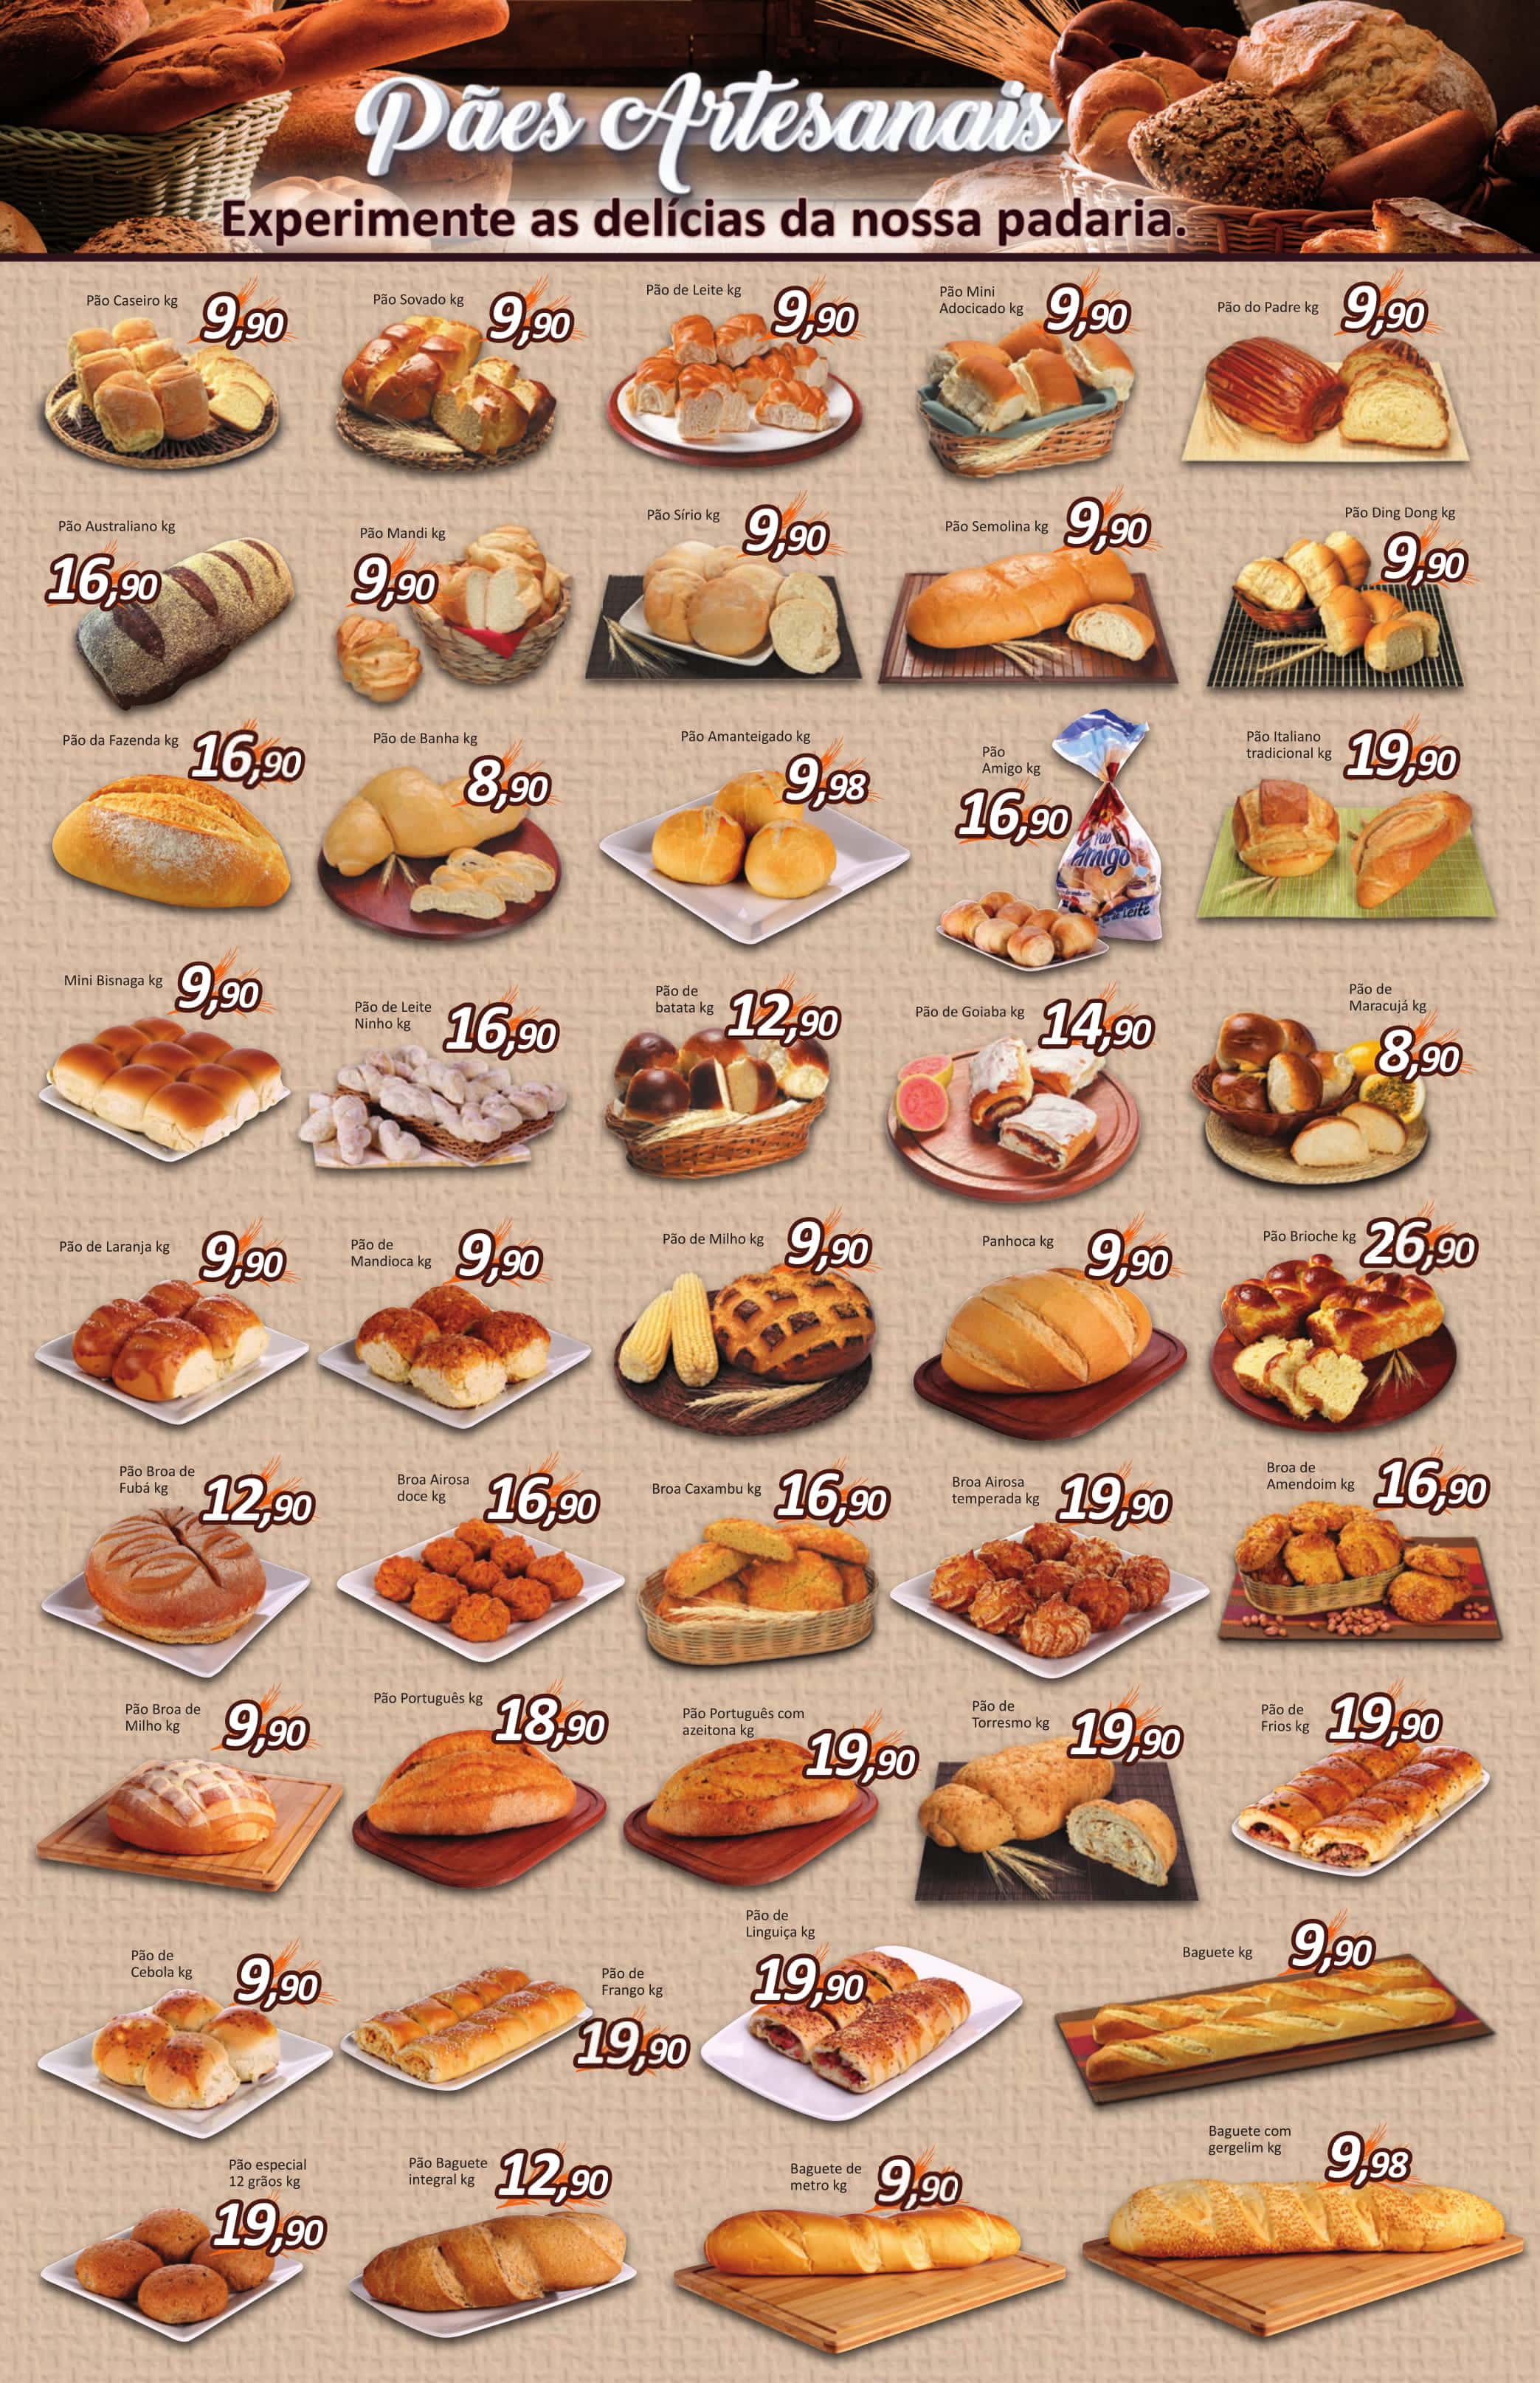 Pães Artesanais
Experimente as delícias da nossa padaria.
Pão Caseiro kg
9,90
Pão Sovado kg
9,90
Pão de Leite kg
9,90
Pão Mini
Adocicado kg
9,90
Pão do Padre kg
9,90
Pão Australiano kg
16,90
Pão Mandi kg
9,90
Pão Sírio kg
9,90
Pão Semolina kg
9,90
Pão Ding Dong kg
9,90
Pão da Fazenda kg
16,90
Pão de Banha kg
8,90
Pão Amanteigado kg
9,98
Pão
Amigo kg
16,90
Pão
Amigo
Leite
Pão Italiano
tradicional kg
19,90
Mini Bisnaga kg
9,90
Pão de Leite
Ninho kg
16,90
Pão de
batata kg
12,90
Pão de Goiaba kg
14,90
Pão de
Maracujá kg
8,90
Pão de Laranja kg
9,90
Pão de
Mandioca kg
9,90
Pão de Milho kg
9,90
Panhoca kg
9,90
Pão Brioche kg
26,90
Pão Broa de
Fubá kg
12,90
Broa Airosa
doce kg
16,90
Broa Caxambu kg
16,90
Broa Airosa
temperada kg
19,90
Broa de
Amendoim kg
16,90
Pão Broa de
Milho kg
9,90
Pão Português kg
18,90
Pão Português com
azeitona kg
19,90
Pão de
Torresmo kg
19,90
Pão de
Frios kg
19,90
Pão de
Cebola kg
9,90
Pão de
Frango kg
19,90
Pão de
Linguiça kg
19,90
Baguete kg
9,90
Pão especial
12 grãos kg
19,90
Pão Baguete
integral kg
12,90
Baguete de
metro kg
9,90
Baguete com
gergelim kg
9,98